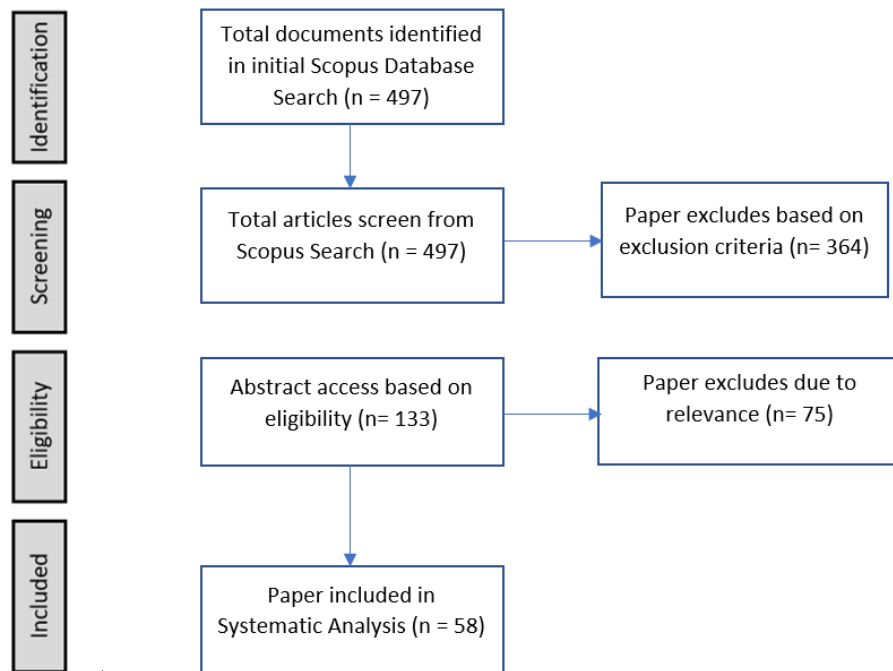 Identification
Total documents identified
in initial Scopus Database
Search (n = 497)
Screening
Total articles screen from
Scopus Search (n = 497)
Paper excludes based on
exclusion criteria (n= 364)
Eligibility
Abstract access based on
eligibility (n= 133)
Paper excludes due to
relevance (n= 75)
Included
Paper included in
Systematic Analysis (n = 58)